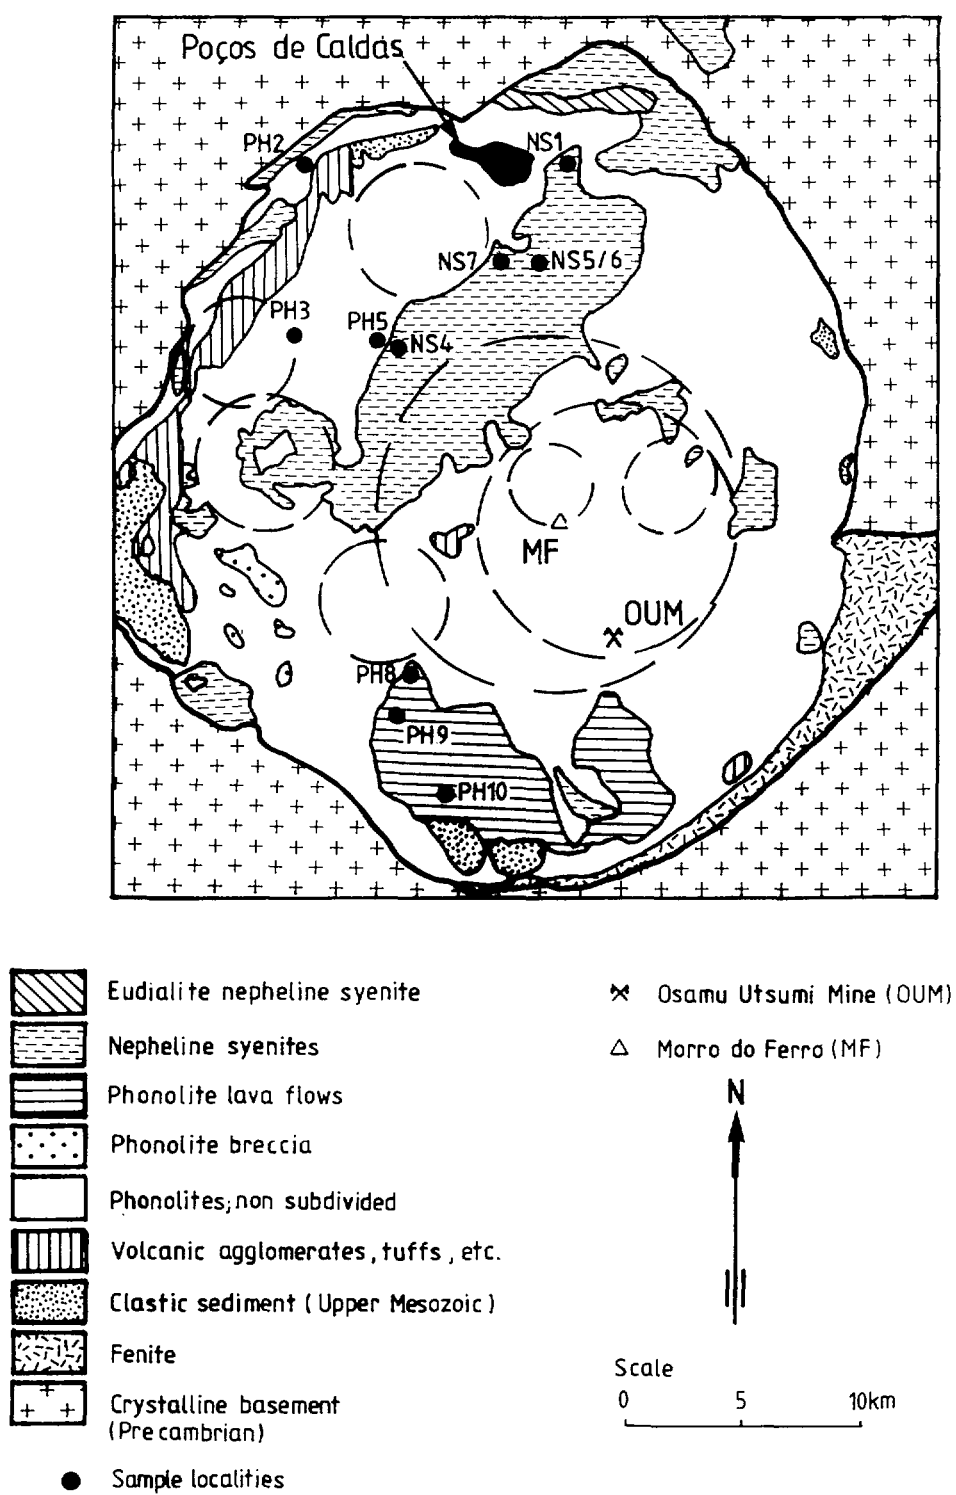 Poços de Caldas
PH2
NS1
NS7
NS5/6
PH3
PH5
NS4
MF
OUM
PH8
PH9
PH10
Eudialite nepheline syenite
Nepheline syenites
Phonolite lava flows
Phonolite breccia
Phonolites; non subdivided
Volcanic agglomerates, tuffs, etc.
Clastic sediment (Upper Mesozoic)
Fenite
Crystalline basement
(Precambrian)
Sample localities
Osamu Utsumi Mine (OUM)
Morro do Ferro (MF)
N
Scale
0 5 10km